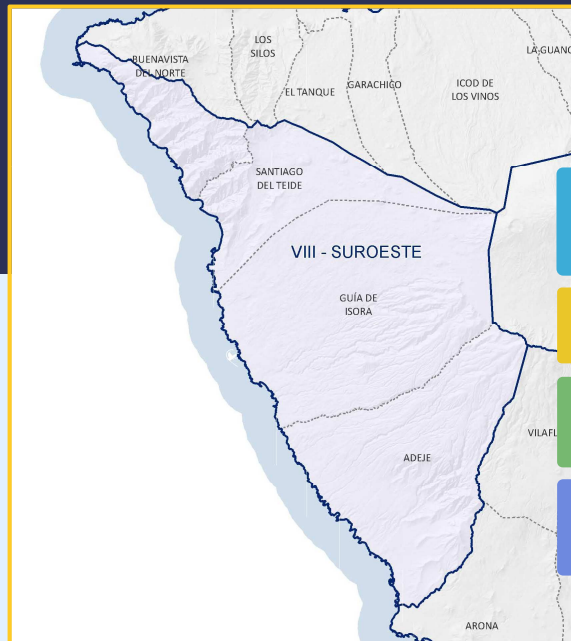 LOS
SILOS
BUENAVISTA
DEL NORTE
LA GUANC
EL TANQUE
GARACHICO
ICOD DE
LOS VINOS
SANTIAGO
DEL TEIDE
VIII - SUROESTE
GUÍA DE
ISORA
VILAFL
ADEJE
ARONA